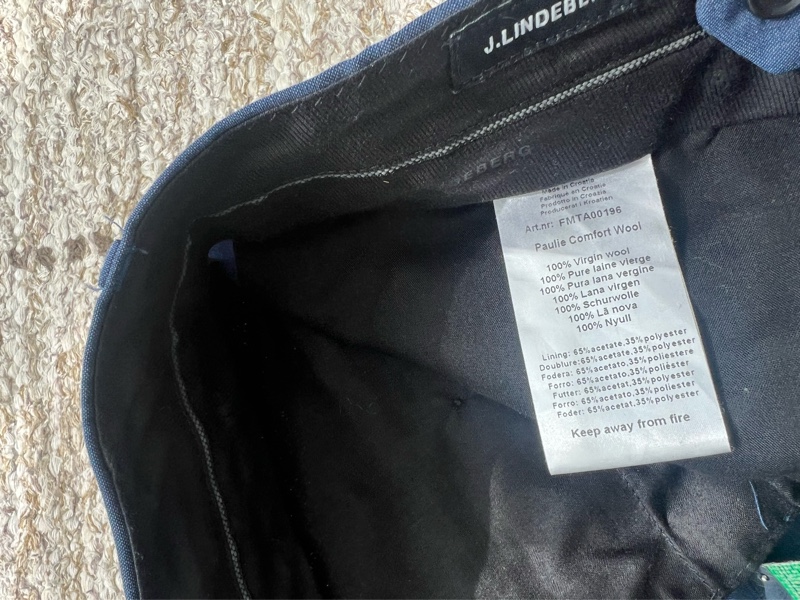 J.LINDEBE
EBERG
Made in Croatia
Fabriqué en Croatie
Prodotto in Croazia
Producerat i Kroatien
Art.nr: FMTA00196
Paulie Comfort Wool
100% Virgin wool
100% Pure laine vierge
100% Pura lana vergine
100% Lana virgen
100% Schurwolle
100% Lã nova
100% Nyull
Lining: 65%acetate,35%polyester
Doublure:65%acetate,35%polyester
Fodera: 65%acetato,35%poliestere
Forro: 65%acetato,35%poliéster
Futter: 65%acetat,35%polyester
Forro: 65%acetato,35%poliester
Foder: 65%acetat,35%polyester
Keep away from fire